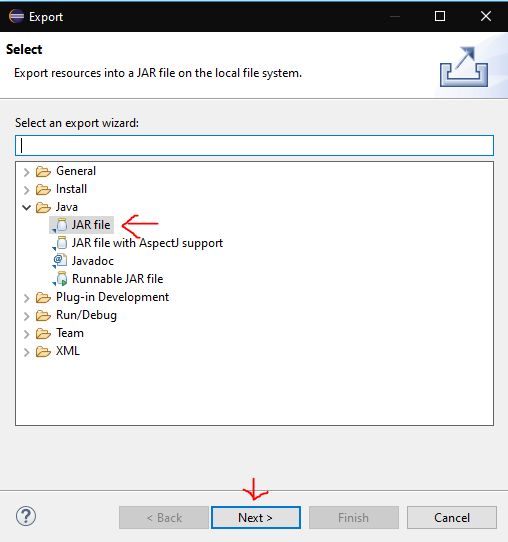 Export
Select
Export resources into a JAR file on the local file system.
Select an export wizard:
General
Install
Java
JAR file
JAR file with AspectJ support
Javadoc
Runnable JAR file
Plug-in Development
Run/Debug
Team
XML
? < Back Next > Finish Cancel